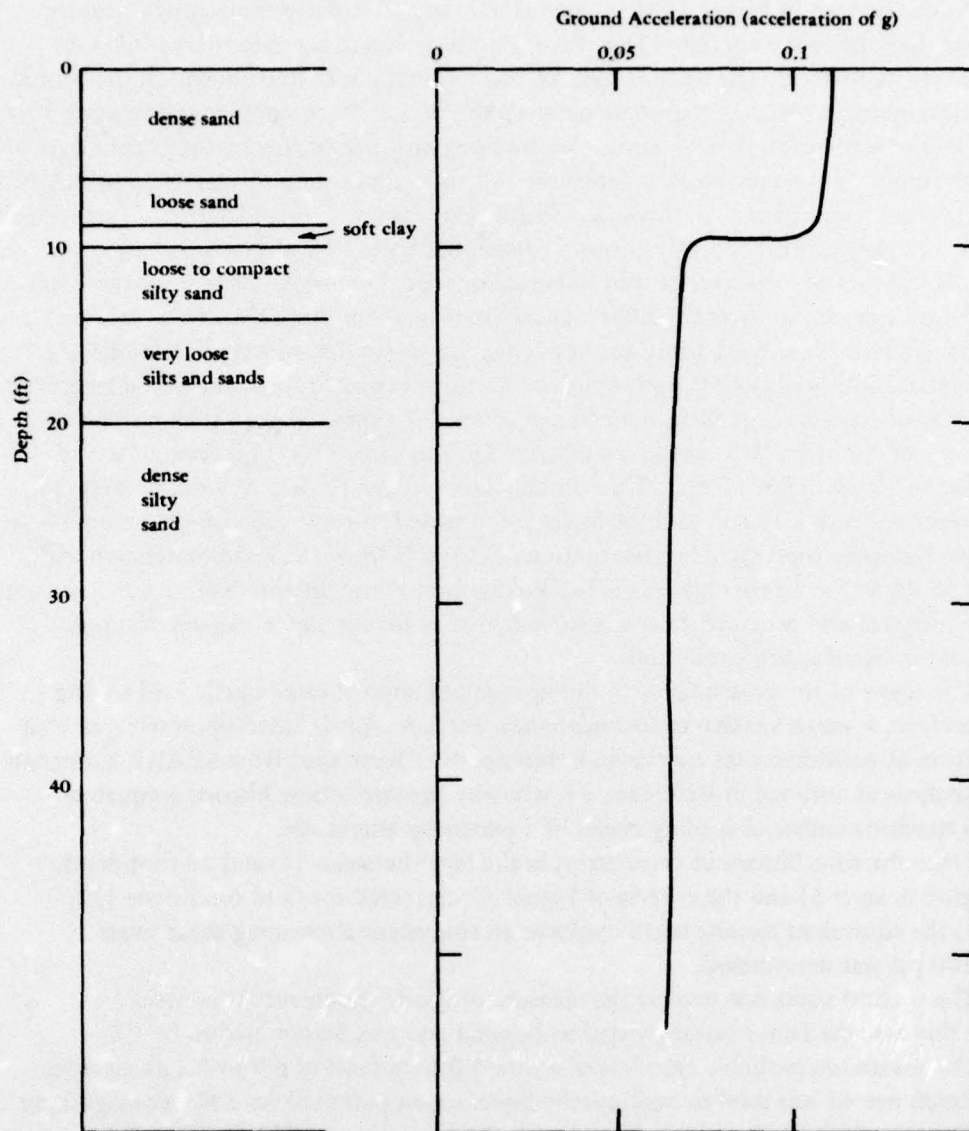 Ground Acceleration (acceleration of g)
0
0.05
0.1
0
dense sand
loose sand
soft clay
10
loose to compact
silty sand
very loose
silts and sands
20
dense
silty
sand
30
40
Depth (ft)